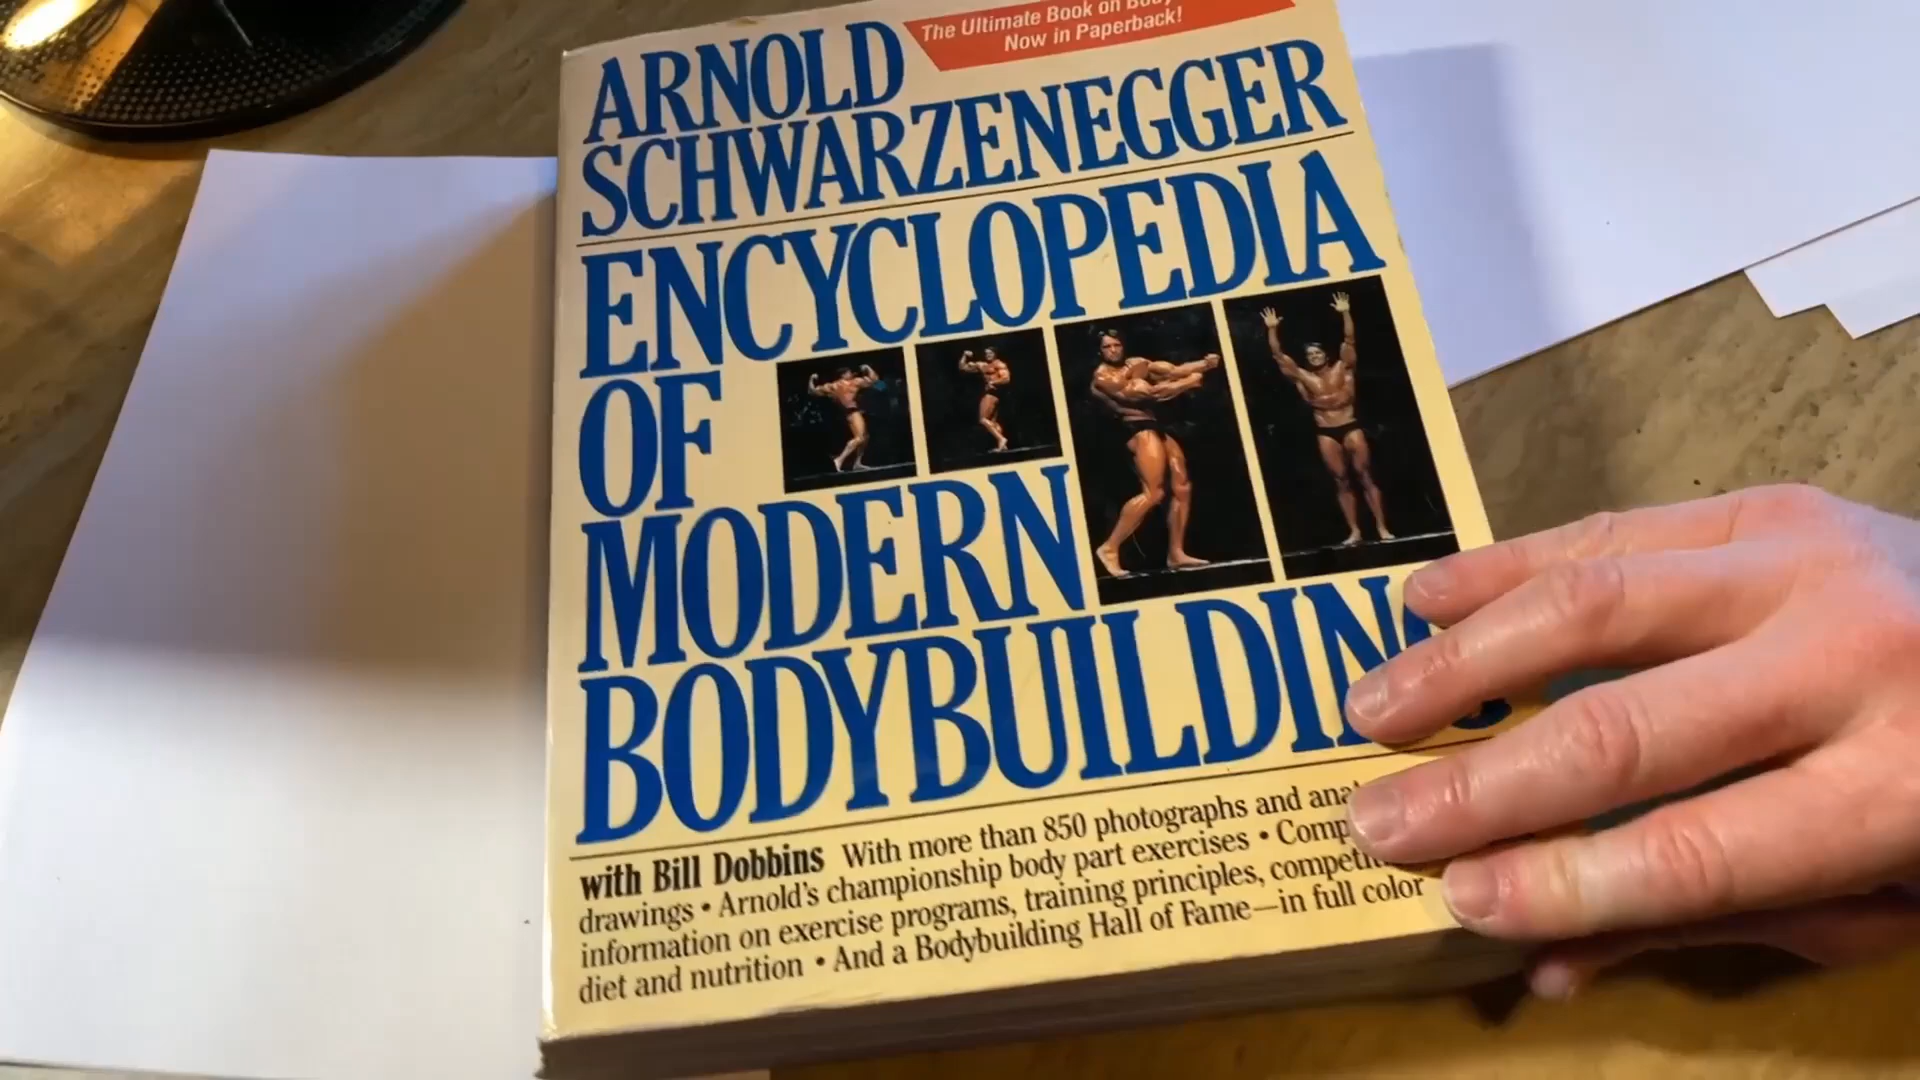 The Ultimate Book on
Now in Paperback!
ARNOLD
SCHWARZENEGGER
ENCYCLOPEDIA
OF
MODERN
BODYBUILDING
with Bill Dobbins With more than 850 photographs and
drawings • Arnold's championship body part exercises •
information on exercise programs, training principles,
diet and nutrition • And a Bodybuilding Hall of Fame—in full color